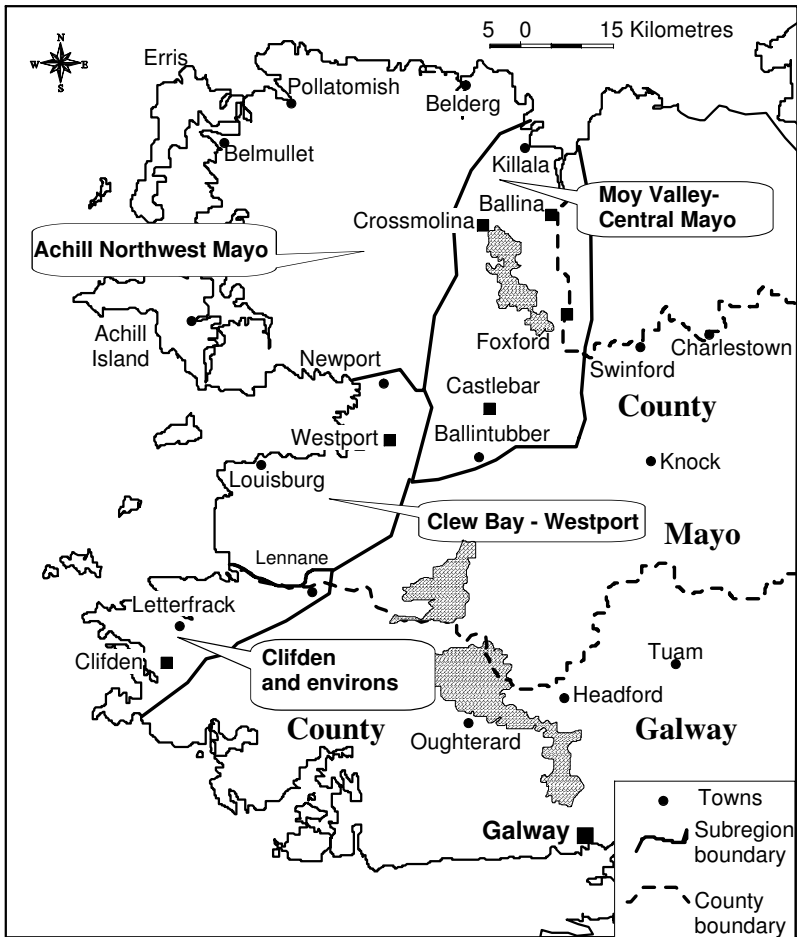 5 0 15 Kilometres
N
W E
S
Erris
Pollatomish
Belderg
Belmullet
Killala
Moy Valley-
Central Mayo
Ballina
Crossmolina
Achill Northwest Mayo
Achill
Island
Foxford
Swinford
Charlestown
Newport
Castlebar
County
Westport
Ballintubber
Knock
Louisburg
Clew Bay - Westport
Mayo
Lennane
Letterfrack
Clifden
Clifden
and environs
Tuam
Headford
County
Oughterard
Galway
Galway
Towns
Subregion
boundary
County
boundary